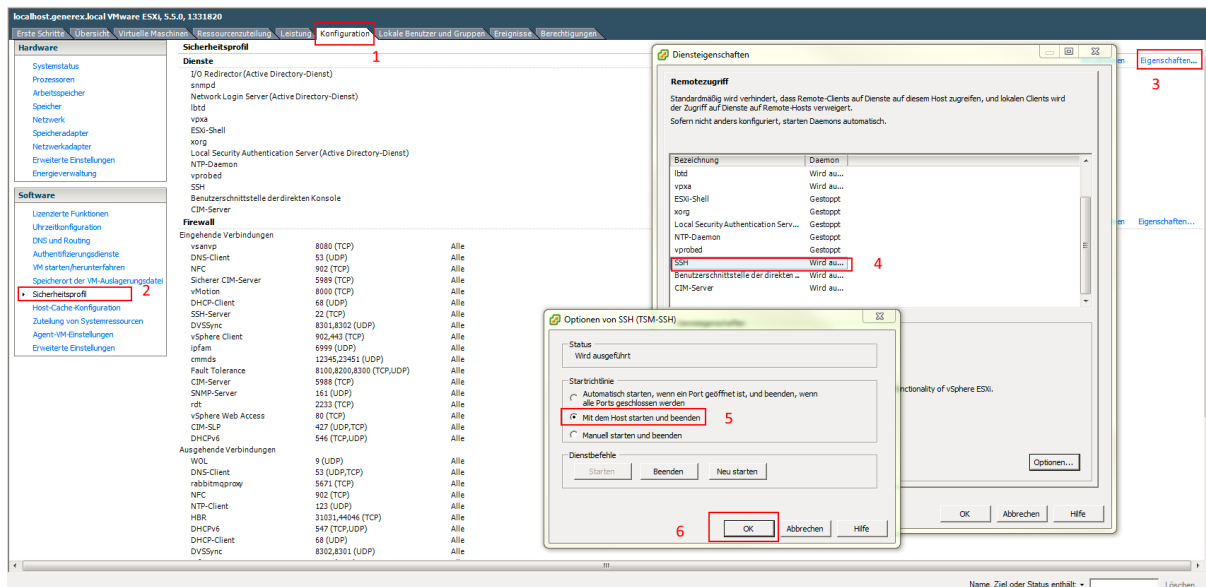 localhost.generex.local VMware ESXi, 5.5.0, 1331820
Erste Schritte Übersicht Virtuelle Maschinen Ressourcenzuteilung Leistung Konfiguration Lokale Benutzer und Gruppen Ereignisse Berechtigungen
1
Hardware
Systemstatus
Prozessoren
Arbeitsspeicher
Speicher
Netzwerk
Speicheradapter
Netzwerkadapter
Erweiterte Einstellungen
Energieverwaltung
Software
Lizenzierte Funktionen
Uhrzeitkonfiguration
DNS und Routing
Authentifizierungsdienste
VM starten/herunterfahren
Speicherort der VM-Auslagerungsdatei
Sicherheitsprofil 2
Host-Cache-Konfiguration
Zuteilung von Systemressourcen
Agent-VM-Einstellungen
Erweiterte Einstellungen
Sicherheitsprofil
Dienste
Eigenschaften...
3
I/O Redirector (Active Directory-Dienst)
snmpd
Network Login Server (Active Directory-Dienst)
lbtd
vpxa
ESXi-Shell
xorg
Local Security Authentication Server (Active Directory-Dienst)
NTP-Daemon
vprobed
SSH
Benutzerschnittstelle der direkten Konsole
CIM-Server
Firewall
en Eigenschaften...
Eingehende Verbindungen
vsanvp 8080 (TCP) Alle
DNS-Client 53 (UDP) Alle
NFC 902 (TCP) Alle
Sicherer CIM-Server 5989 (TCP) Alle
vMotion 8000 (TCP) Alle
DHCP-Client 68 (UDP) Alle
SSH-Server 22 (TCP) Alle
DVSSync 8301,8302 (UDP) Alle
vSphere Client 902,443 (TCP) Alle
ipfam 6999 (UDP) Alle
cmmds 12345,23451 (UDP) Alle
Fault Tolerance 8100,8200,8300 (TCP,UDP) Alle
CIM-Server 5988 (TCP) Alle
SNMP-Server 161 (UDP) Alle
rdt 2233 (TCP) Alle
vSphere Web Access 80 (TCP) Alle
CIM-SLP 427 (UDP,TCP) Alle
DHCPv6 546 (TCP,UDP) Alle
Ausgehende Verbindungen
WOL 9 (UDP) Alle
DNS-Client 53 (UDP,TCP) Alle
rabbitmqproxy 5671 (TCP) Alle
NFC 902 (TCP) Alle
NTP-Client 123 (UDP) Alle
HBR 31031,44046 (TCP) Alle
DHCPv6 547 (TCP,UDP) Alle
DHCP-Client 68 (UDP) Alle
DVSSync 8302,8301 (UDP) Alle
Diensteigenschaften
Remotezugriff
Standardmäßig wird verhindert, dass Remote-Clients auf Dienste auf diesem Host zugreifen, und lokalen Clients wird
der Zugriff auf Dienste auf Remote-Hosts verweigert.
Sofern nicht anders konfiguriert, starten Daemons automatisch.
Bezeichnung Daemon
lbtd Wird au...
vpxa Wird au...
ESXi-Shell Gestoppt
xorg Gestoppt
Local Security Authentication Serv... Gestoppt
NTP-Daemon Gestoppt
vprobed Gestoppt
SSH Wird au... 4
Benutzerschnittstelle der direkten ... Wird au...
CIM-Server Wird au...
nctionality of vSphere ESXi.
Optionen...
OK Abbrechen Hilfe
Optionen von SSH (TSM-SSH)
Status
Wird ausgeführt
Startrichtlinie
Automatisch starten, wenn ein Port geöffnet ist, und beenden, wenn
alle Ports geschlossen werden
Mit dem Host starten und beenden 5
Manuell starten und beenden
Dienstbefehle
Starten Beenden Neu starten
6 OK Abbrechen Hilfe
Name, Ziel oder Status enthält: Löschen